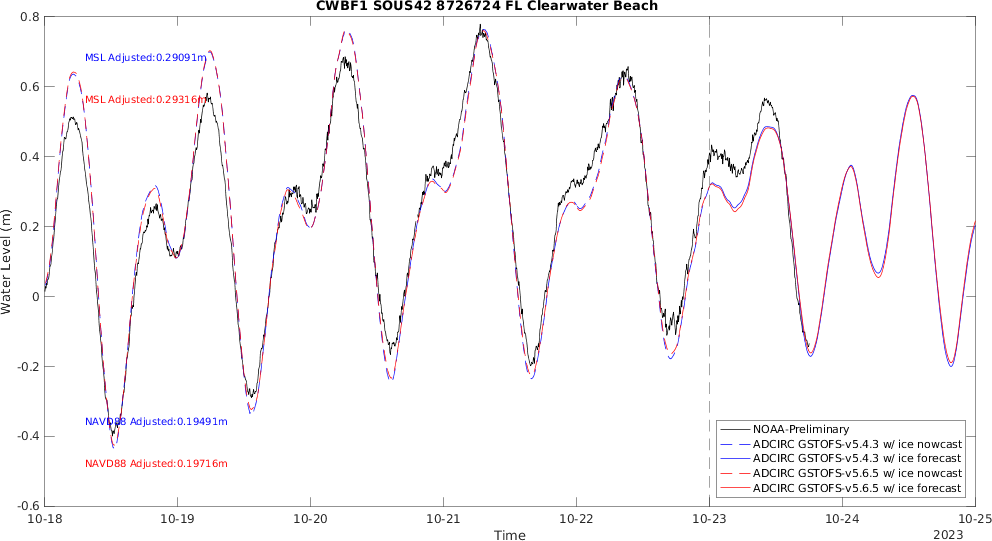 CWBF1 SOUS42 8726724 FL Clearwater Beach
0.8
0.6
0.4
0.2
0
-0.2
-0.4
-0.6
Water Level (m)
MSL Adjusted:0.29091m
MSL Adjusted:0.29316m
NAVD88 Adjusted:0.19491m
NAVD88 Adjusted:0.19716m
NOAA-Preliminary
ADCIRC GSTOFS-v5.4.3 w/ ice nowcast
ADCIRC GSTOFS-v5.4.3 w/ ice forecast
ADCIRC GSTOFS-v5.6.5 w/ ice nowcast
ADCIRC GSTOFS-v5.6.5 w/ ice forecast
10-18 10-19 10-20 10-21 10-22 10-23 10-24 10-25
Time
2023